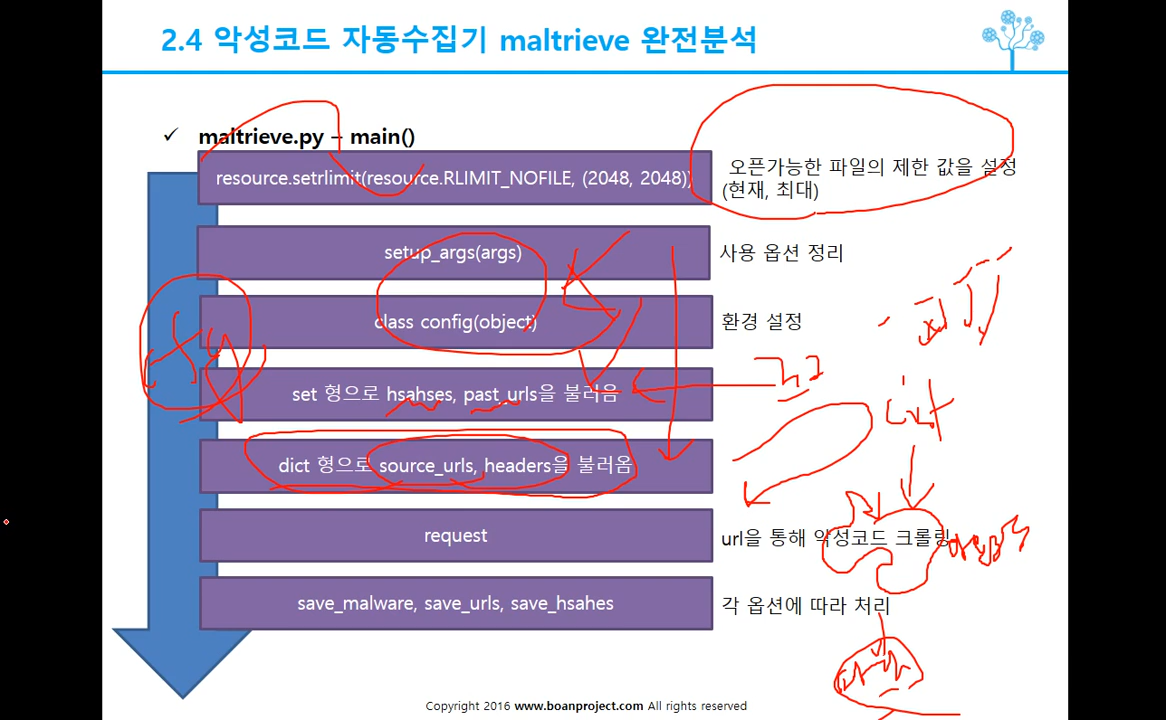 2.4 악성코드 자동수집기 maltrieve 완전분석
✓ maltrieve.py – main()
resource.setrlimit(resource.RLIMIT_NOFILE, (2048, 2048))
오픈가능한 파일의 제한 값을 설정
(현재, 최대)
setup_args(args)
사용 옵션 정리
class config(object)
환경 설정
set 형으로 hsahses, past_urls을 불러옴
dict 형으로 source_urls, headers을 불러옴
request
url을 통해 악성코드 크롤링
save_malware, save_urls, save_hsahes
각 옵션에 따라 처리
Copyright 2016 www.boanproject.com All rights reserved